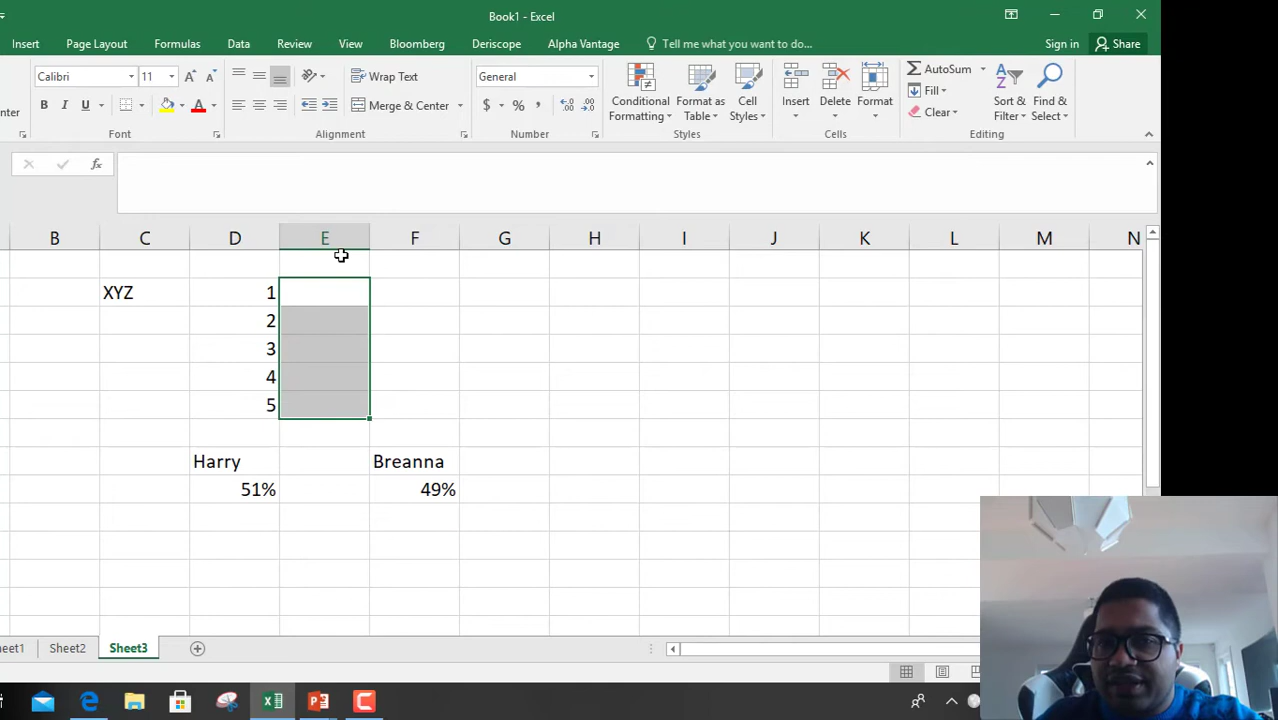 Book1 - Excel
Insert Page Layout Formulas Data Review View Bloomberg Deriscope Alpha Vantage Tell me what you want to do... Sign in Share
Calibri 11 A A Wrap Text General Conditional Formatting Format as Table Cell Styles Insert Delete Format AutoSum Sort & Filter Find & Select
Fill
B I U A Merge & Center $ % , Clear
Font Alignment Number Styles Cells Editing
fx
B C D E F G H I J K L M N
XYZ 1
2
3
4
5
Harry Breanna
51% 49%
Sheet2 Sheet3